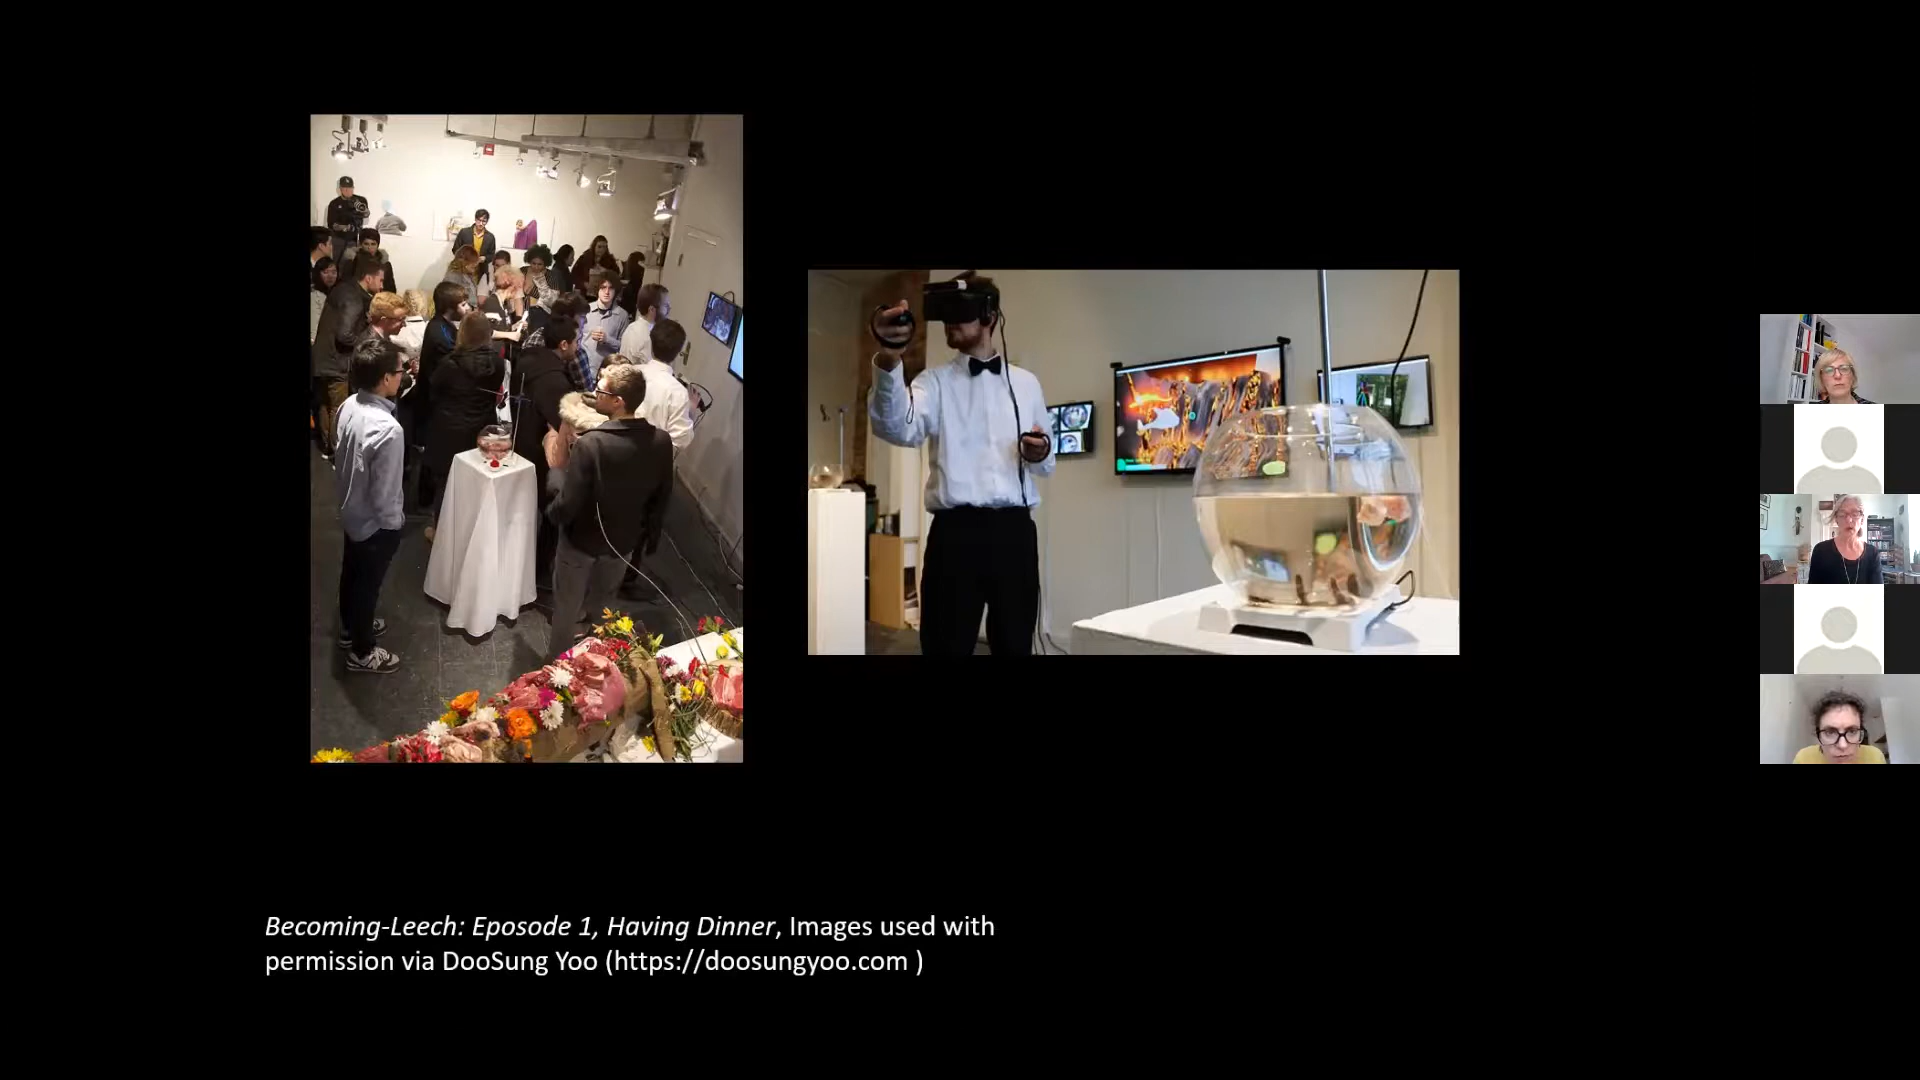 Becoming-Leech: Eposode 1, Having Dinner, Images used with
permission via DooSung Yoo (https://doosungyoo.com )